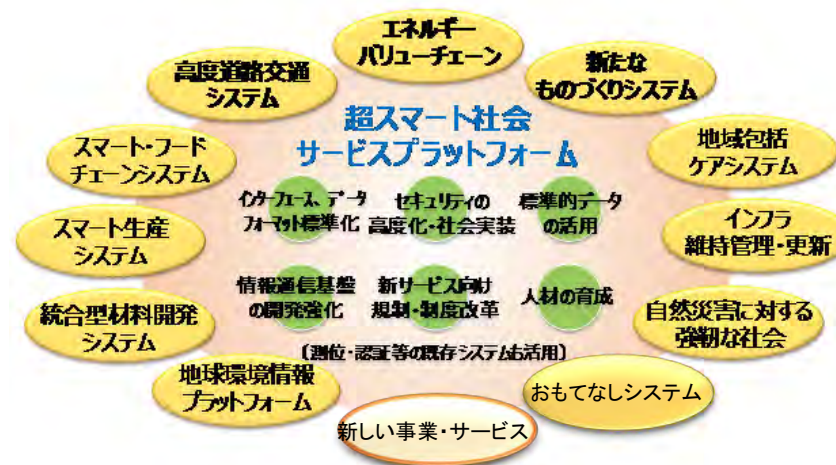 エネルギー
バリューチェーン
高度道路交通
システム
新たな
ものづくりシステム
超スマート社会
サービスプラットフォーム
スマート・フード
チェーンシステム
地域包括
ケアシステム
インターフェース、データ
フォーマット標準化
セキュリティの
高度化・社会実装
標準的データ
の活用
スマート生産
システム
インフラ
維持管理・更新
情報通信基盤
の開発強化
新サービス向け
規制・制度改革
人材の育成
統合型材料開発
システム
自然災害に対する
強靭な社会
(測位・認証等の既存システムも活用)
地球環境情報
プラットフォーム
おもてなしシステム
新しい事業・サービス